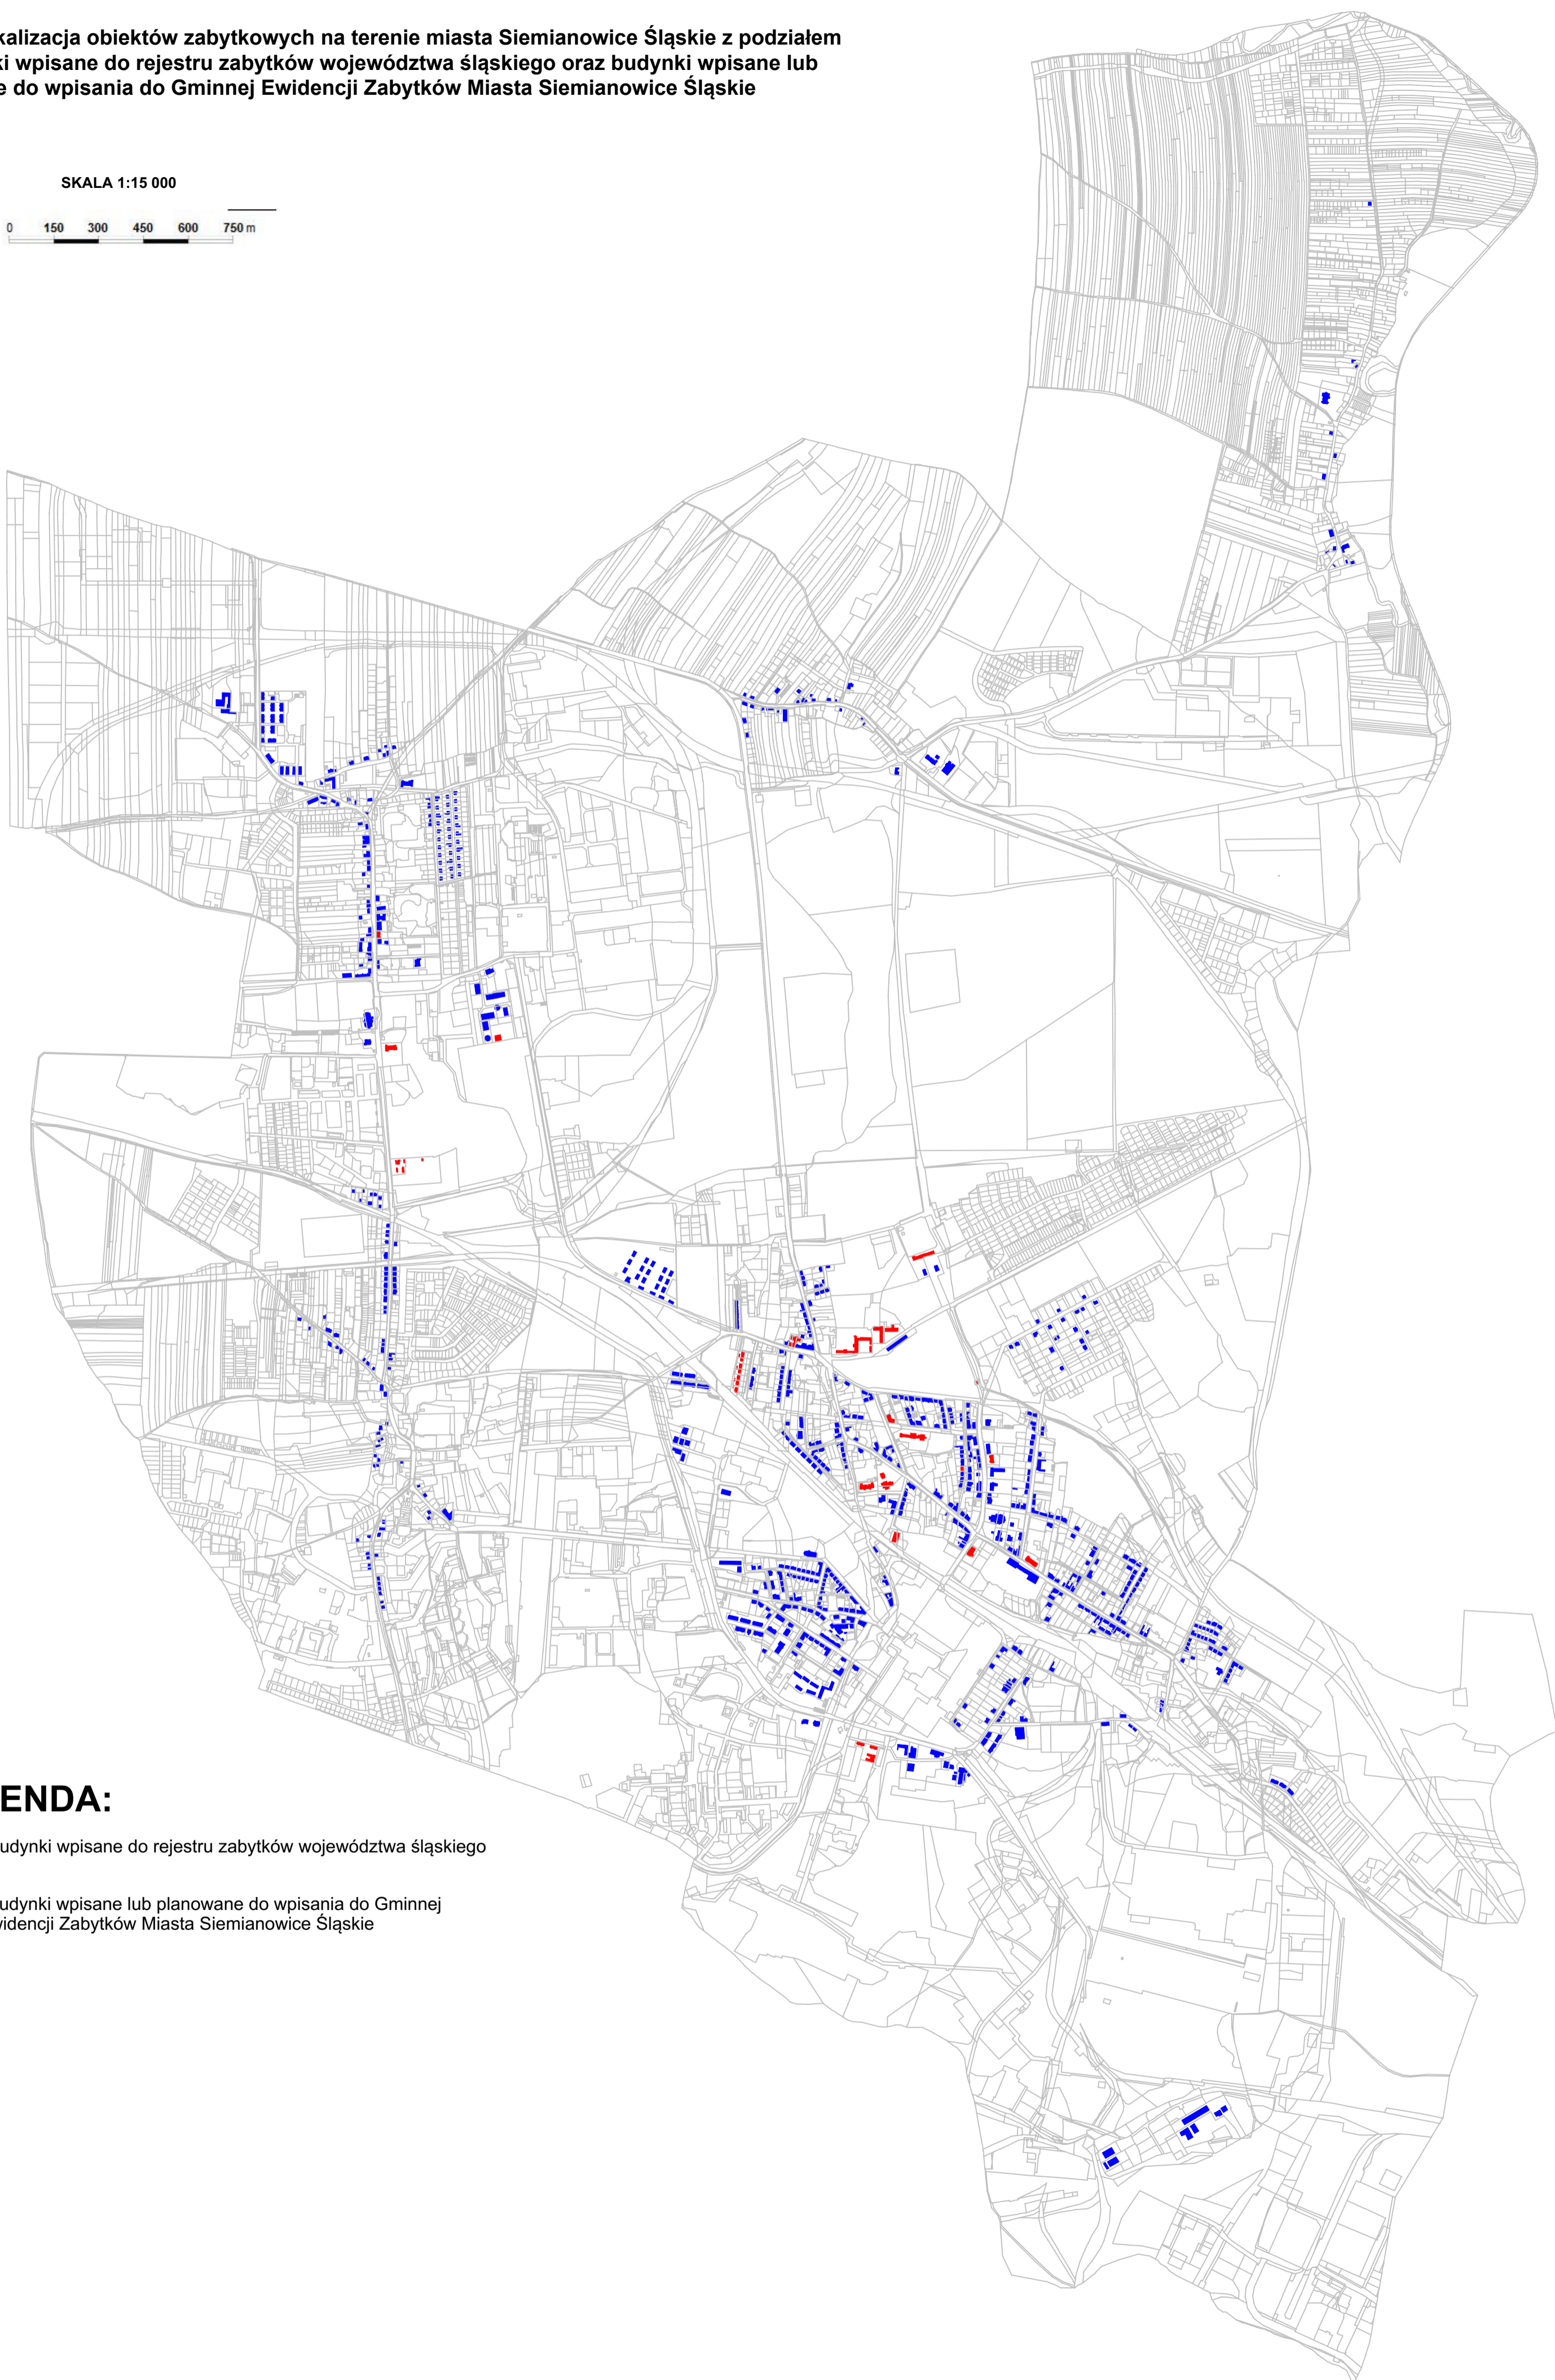 kalizacja obiektów zabytkowych na terenie miasta Siemianowice Śląskie z podziałem
ki wpisane do rejestru zabytków województwa śląskiego oraz budynki wpisane lub
e do wpisania do Gminnej Ewidencji Zabytków Miasta Siemianowice Śląskie
SKALA 1:15 000
0 150 300 450 600 750 m
ENDA:
udynki wpisane do rejestru zabytków województwa śląskiego
udynki wpisane lub planowane do wpisania do Gminnej
widencji Zabytków Miasta Siemianowice Śląskie